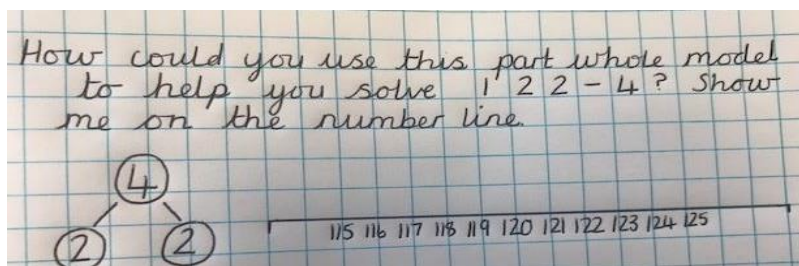 How could you use this part whole model
to help you solve 122 - 4? Show
me on the number line.
4
2 2
115 116 117 118 119 120 121 122 123 124 125